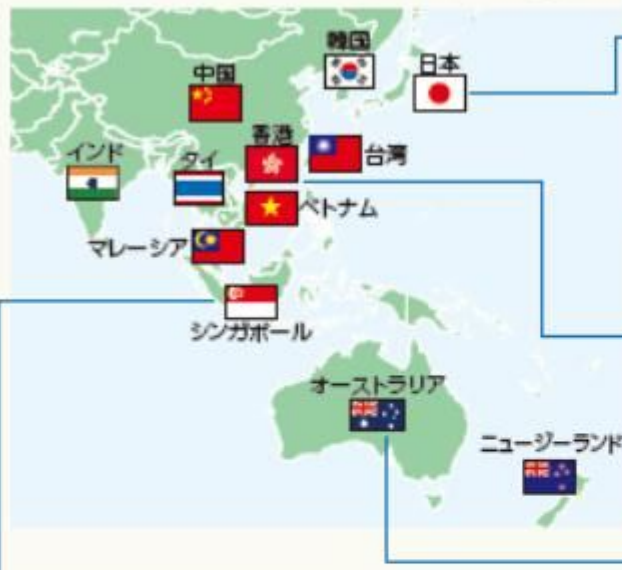 韓国
日本
中国
香港
台湾
インド
タイ
ベトナム
マレーシア
シンガポール
オーストラリア
ニュージーランド